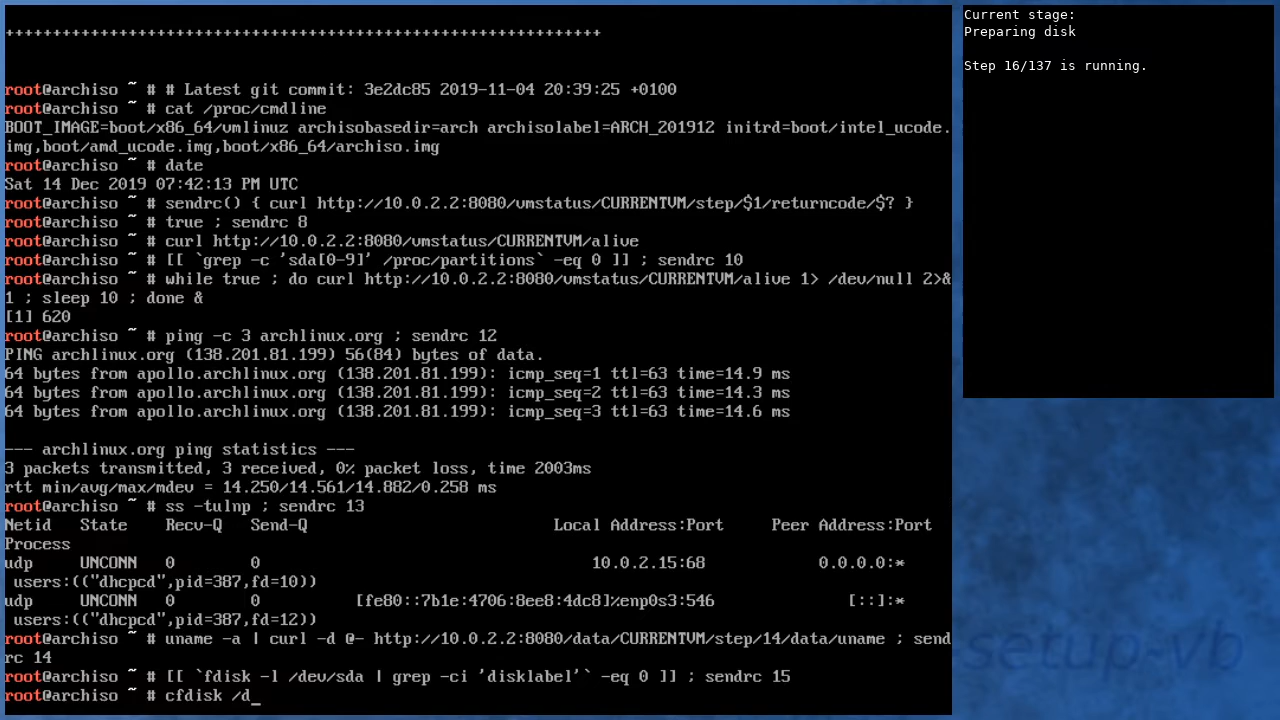 ++++++++++++++++++++++++++++++++++++++++++++++++++++++++++++++++
root@archiso ~ # # Latest git commit: 3e2dc85 2019-11-04 20:39:25 +0100
root@archiso ~ # cat /proc/cmdline
BOOT_IMAGE=boot/x86_64/vmlinuz archisobasedir=arch archisolabel=ARCH_201912 initrd=boot/intel_ucode.
img,boot/amd_ucode.img,boot/x86_64/archiso.img
root@archiso ~ # date
Sat 14 Dec 2019 07:42:13 PM UTC
root@archiso ~ # sendrc() { curl http://10.0.2.2:8080/vmstatus/CURRENTVM/step/$1/returncode/$? }
root@archiso ~ # true ; sendrc 8
root@archiso ~ # curl http://10.0.2.2:8080/vmstatus/CURRENTVM/alive
root@archiso ~ # [[ `grep -c 'sda[0-9]' /proc/partitions` -eq 0 ]] ; sendrc 10
root@archiso ~ # while true ; do curl http://10.0.2.2:8080/vmstatus/CURRENTVM/alive 1> /dev/null 2>&
1 ; sleep 10 ; done &
[1] 620
root@archiso ~ # ping -c 3 archlinux.org ; sendrc 12
PING archlinux.org (138.201.81.199) 56(84) bytes of data.
64 bytes from apollo.archlinux.org (138.201.81.199): icmp_seq=1 ttl=63 time=14.9 ms
64 bytes from apollo.archlinux.org (138.201.81.199): icmp_seq=2 ttl=63 time=14.3 ms
64 bytes from apollo.archlinux.org (138.201.81.199): icmp_seq=3 ttl=63 time=14.6 ms
--- archlinux.org ping statistics ---
3 packets transmitted, 3 received, 0% packet loss, time 2003ms
rtt min/avg/max/mdev = 14.250/14.561/14.882/0.258 ms
root@archiso ~ # ss -tulnp ; sendrc 13
Netid State Recv-Q Send-Q Local Address:Port Peer Address:Port
Process
udp UNCONN 0 0 10.0.2.15:68 0.0.0.0:*
users:(("dhcpcd",pid=387,fd=10))
udp UNCONN 0 0 [fe80::7b1e:4706:8ee8:4dc8]%enp0s3:546 [::]:*
users:(("dhcpcd",pid=387,fd=12))
root@archiso ~ # uname -a | curl -d @- http://10.0.2.2:8080/data/CURRENTVM/step/14/data/uname ; send
rc 14
root@archiso ~ # [[ `fdisk -l /dev/sda | grep -ci 'disklabel'` -eq 0 ]] ; sendrc 15
root@archiso ~ # cfdisk /d_
Current stage:
Preparing disk
Step 16/137 is running.
setup-vb